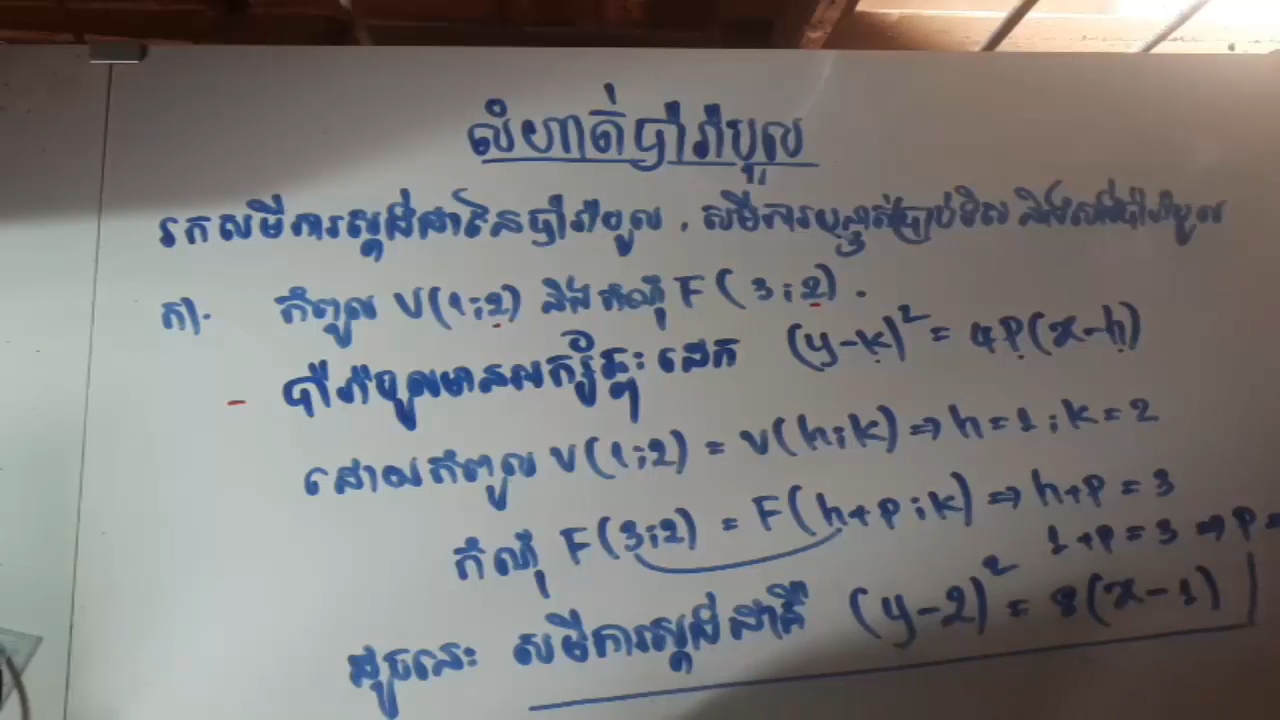 លំហាត់ប៉ារ៉ាបូល
រកសមីការស្តង់ដានៃប៉ារ៉ាបូល , សមីការបន្ទាត់ប្រាប់ទិស និងសង់ប៉ារ៉ាបូល
ក). កំពូល V(1;2) និងកំណុំ F(3;2).
- ប៉ារ៉ាបូលមានអក្ស័ឆ្លុះដេក (y-k)² = 4P(x-h)
ដោយកំពូល V(1;2) = V(h;k) ⇒ h=1;k=2
កំណុំ F(3;2) = F(h+p;k) ⇒ h+p=3
1+p=3 ⇒ p=
ដូចនេះ សមីការស្តង់ដាគឺ (y-2)² = 8(x-1)